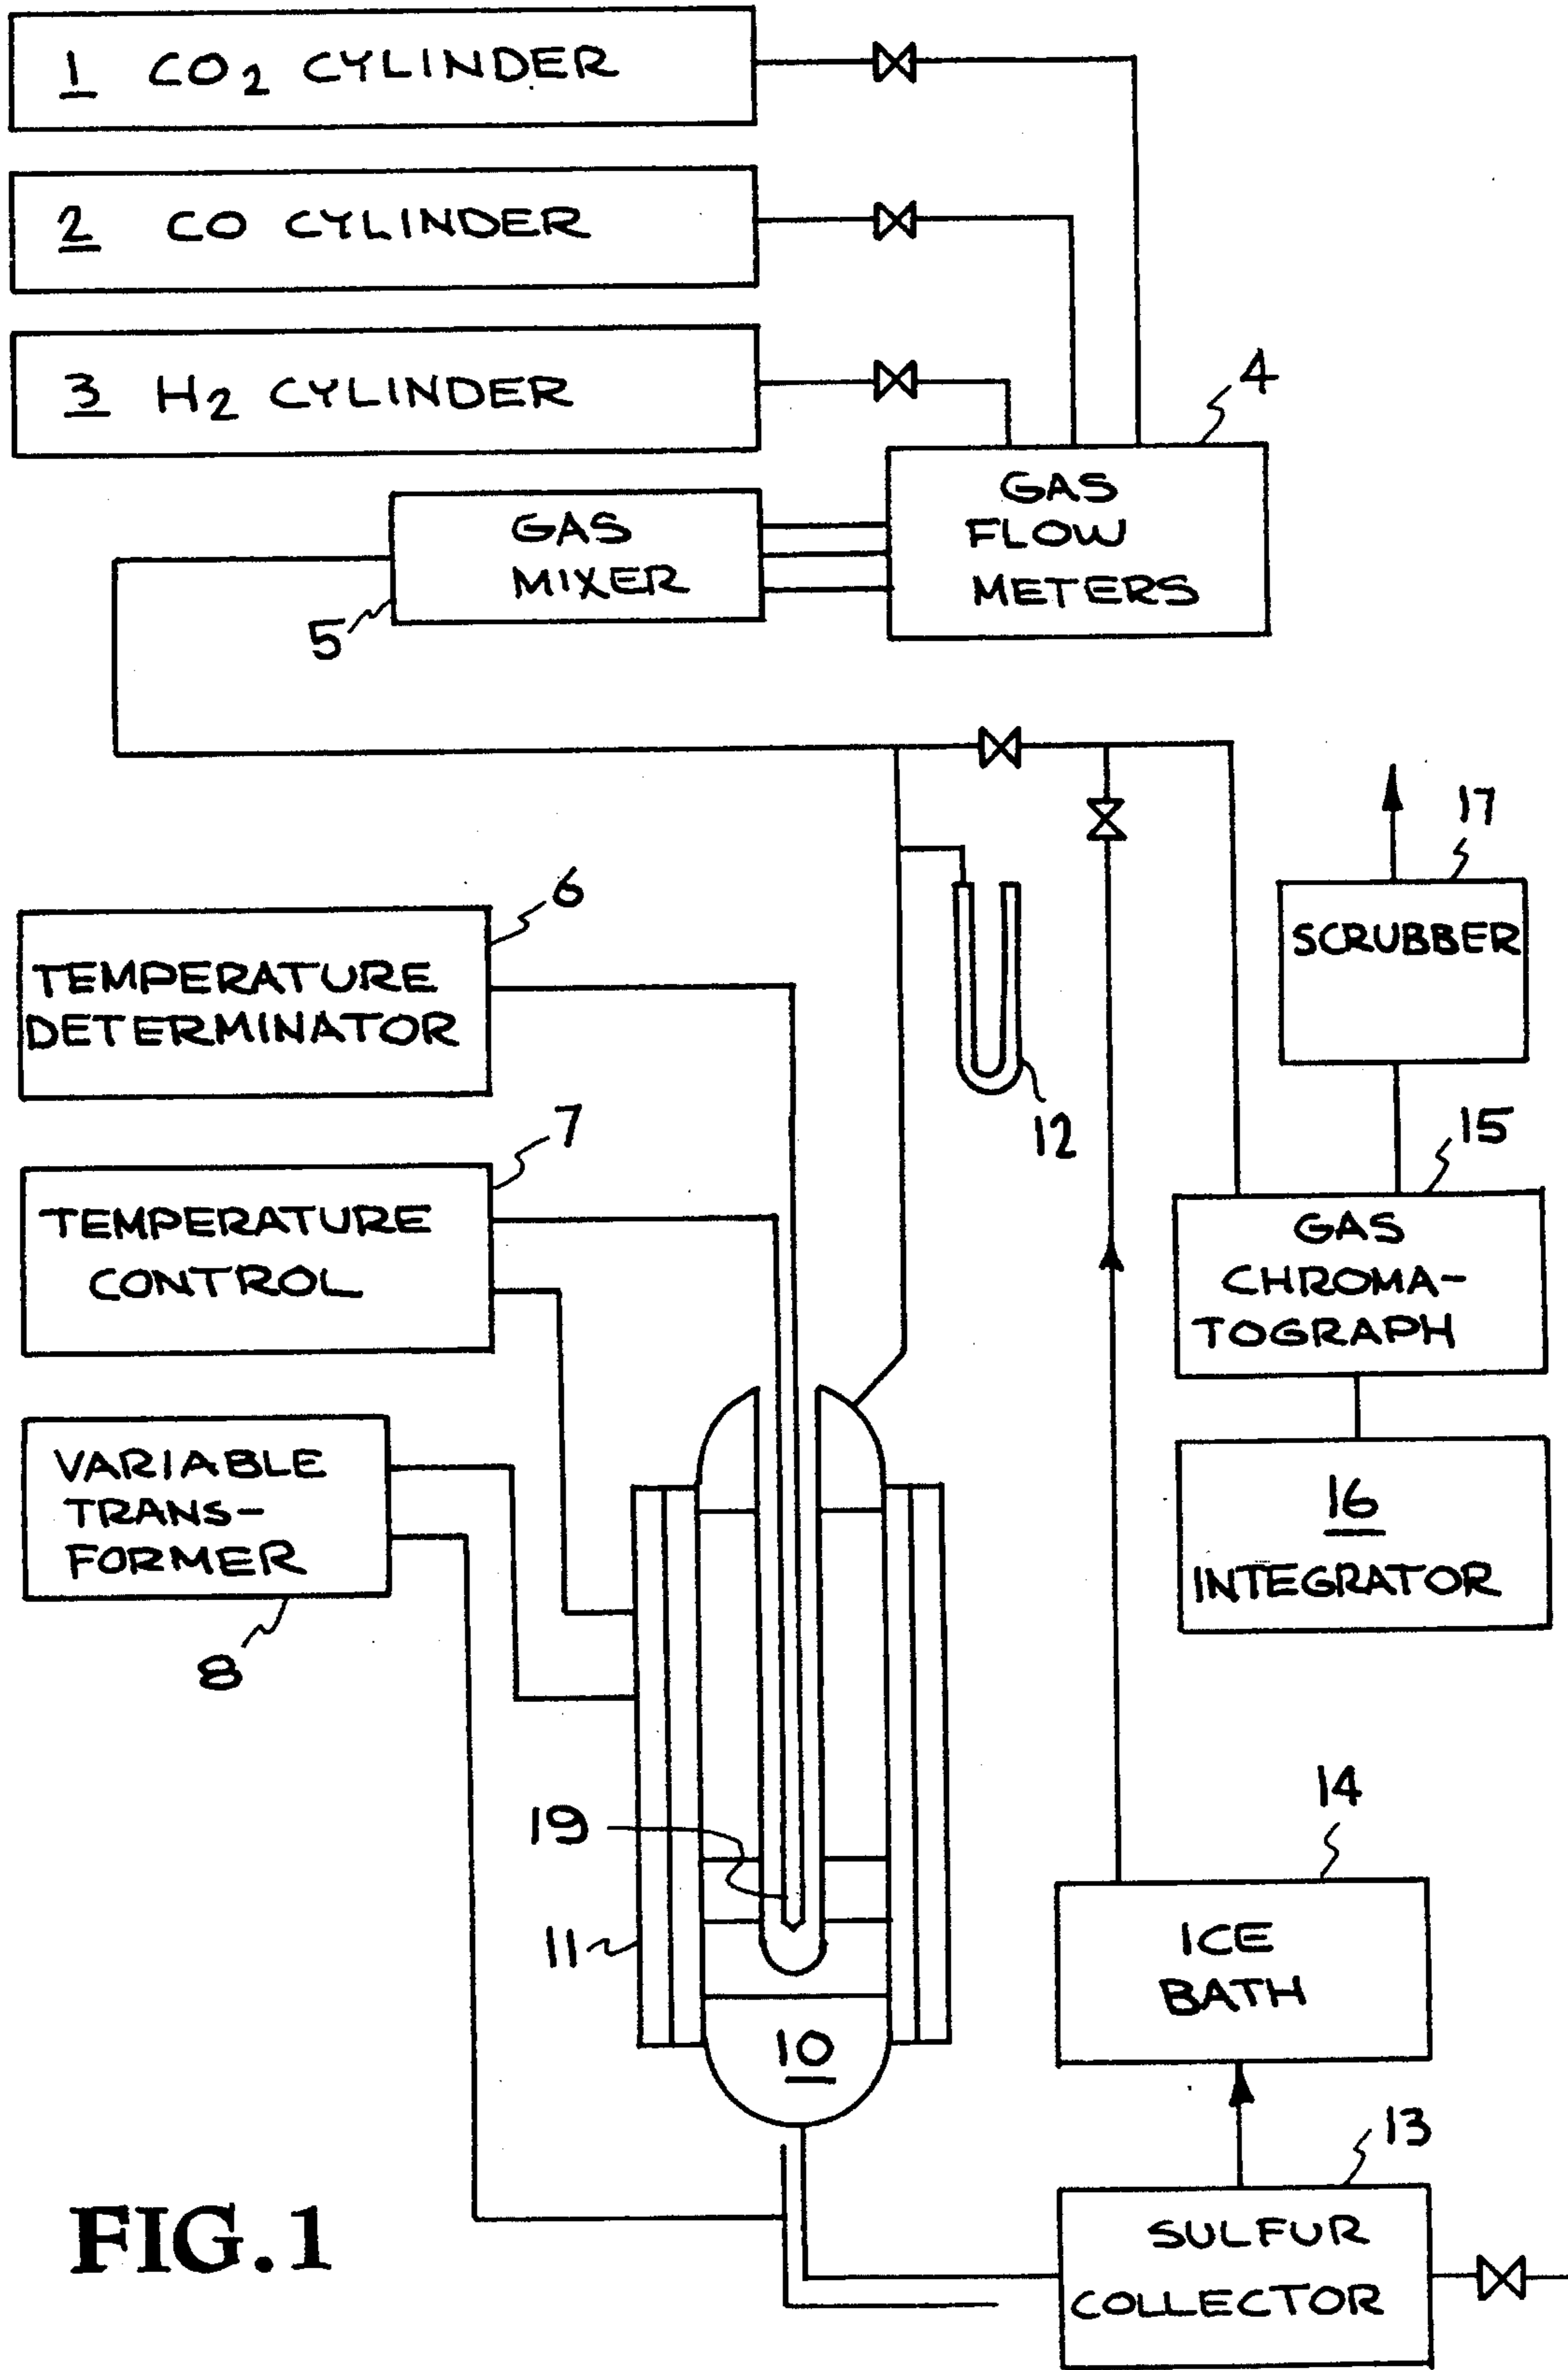 1 CO2 CYLINDER
2 CO CYLINDER
3 H2 CYLINDER
4
GAS
FLOW
METERS
GAS
MIXER
5
17
SCRUBBER
6
TEMPERATURE
DETERMINATOR
12
7
TEMPERATURE
CONTROL
15
GAS
CHROMA-
TOGRAPH
VARIABLE
TRANS-
FORMER
8
16
INTEGRATOR
19
11
10
14
ICE
BATH
13
SULFUR
COLLECTOR
FIG.1